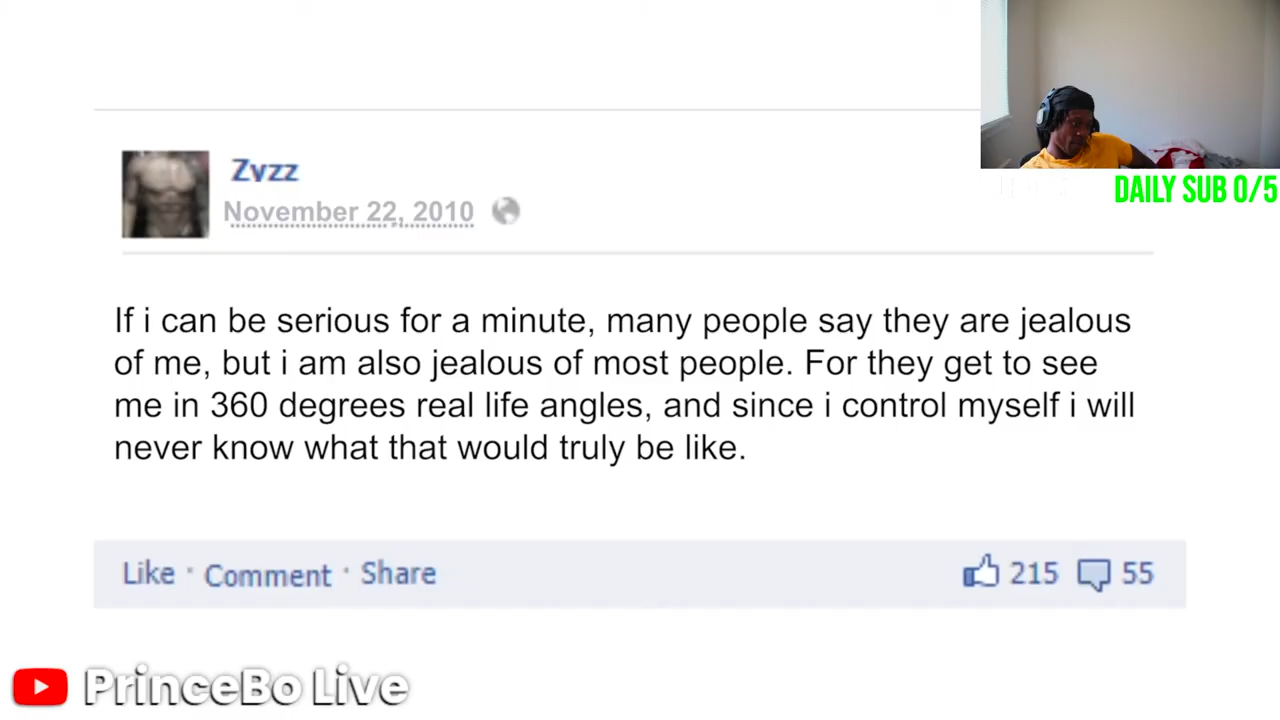 DAILY SUB 0/5
Zyzz
November 22, 2010
If i can be serious for a minute, many people say they are jealous
of me, but i am also jealous of most people. For they get to see
me in 360 degrees real life angles, and since i control myself i will
never know what that would truly be like.
Like · Comment · Share 215 55
PrinceBo Live